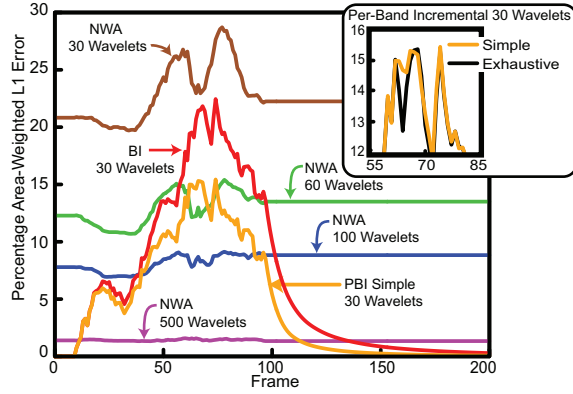 Percentage Area-Weighted L1 Error
30
25
20
15
10
5
0
0
50
100
150
200
Frame
NWA
30 Wavelets
BI
30 Wavelets
NWA
60 Wavelets
NWA
100 Wavelets
PBI Simple
30 Wavelets
NWA
500 Wavelets
Per-Band Incremental 30 Wavelets
Simple
Exhaustive
15
14
13
12
55
70
85